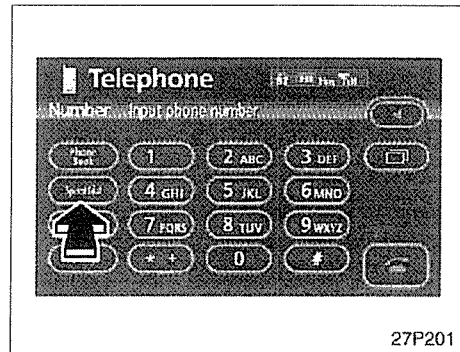 Telephone
Number Input phone number
Phone Book 1 2 ABC 3 DEF
Speed Dial 4 GHI 5 JKL 6 MNO
7 PQRS 8 TUV 9 WXYZ
* + 0 #
27P201